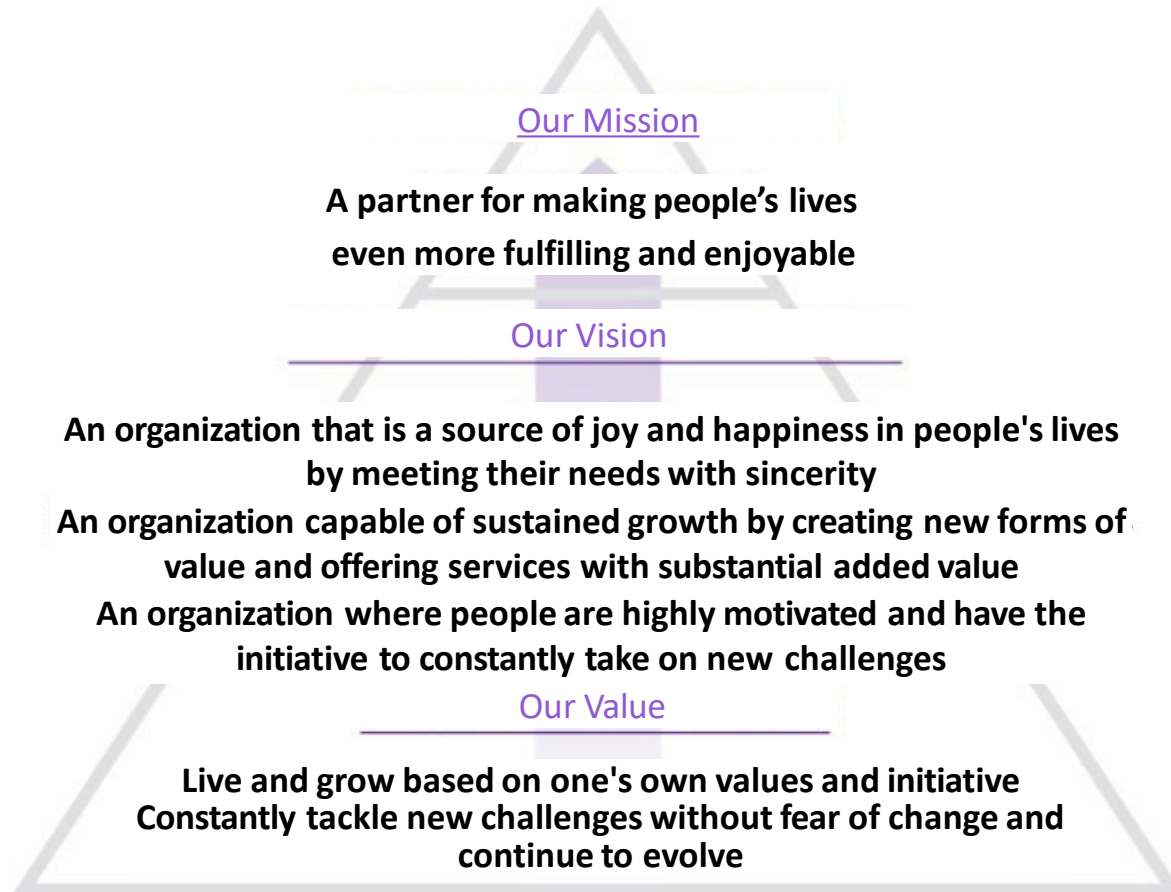 Our Mission
A partner for making people’s lives
even more fulfilling and enjoyable
Our Vision
An organization that is a source of joy and happiness in people's lives
by meeting their needs with sincerity
An organization capable of sustained growth by creating new forms of
value and offering services with substantial added value
An organization where people are highly motivated and have the
initiative to constantly take on new challenges
Our Value
Live and grow based on one's own values and initiative
Constantly tackle new challenges without fear of change and
continue to evolve